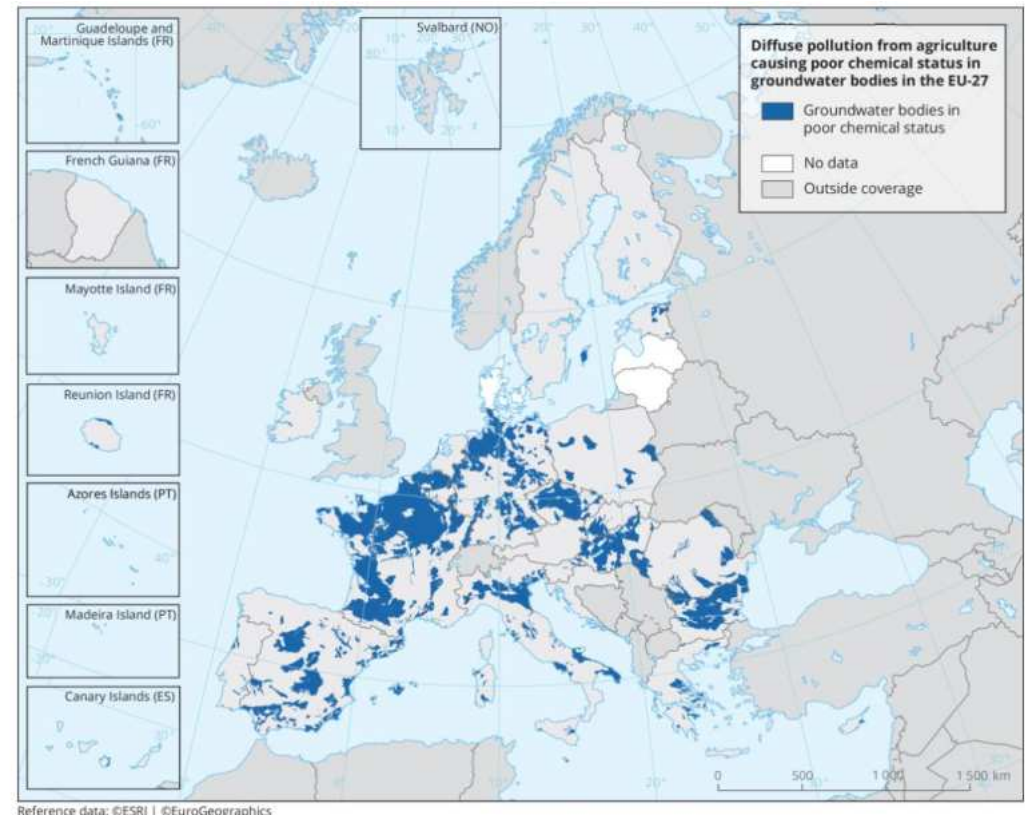 Guadeloupe and
Martinique Islands (FR)
Svalbard (NO)
Diffuse pollution from agriculture
causing poor chemical status in
groundwater bodies in the EU-27
Groundwater bodies in
poor chemical status
No data
Outside coverage
French Guiana (FR)
Mayotte Island (FR)
Reunion Island (FR)
Azores Islands (PT)
Madeira Island (PT)
Canary Islands (ES)
0 500 1 000 1 500 km
Reference data: ©ESRI | ©EuroGeographics